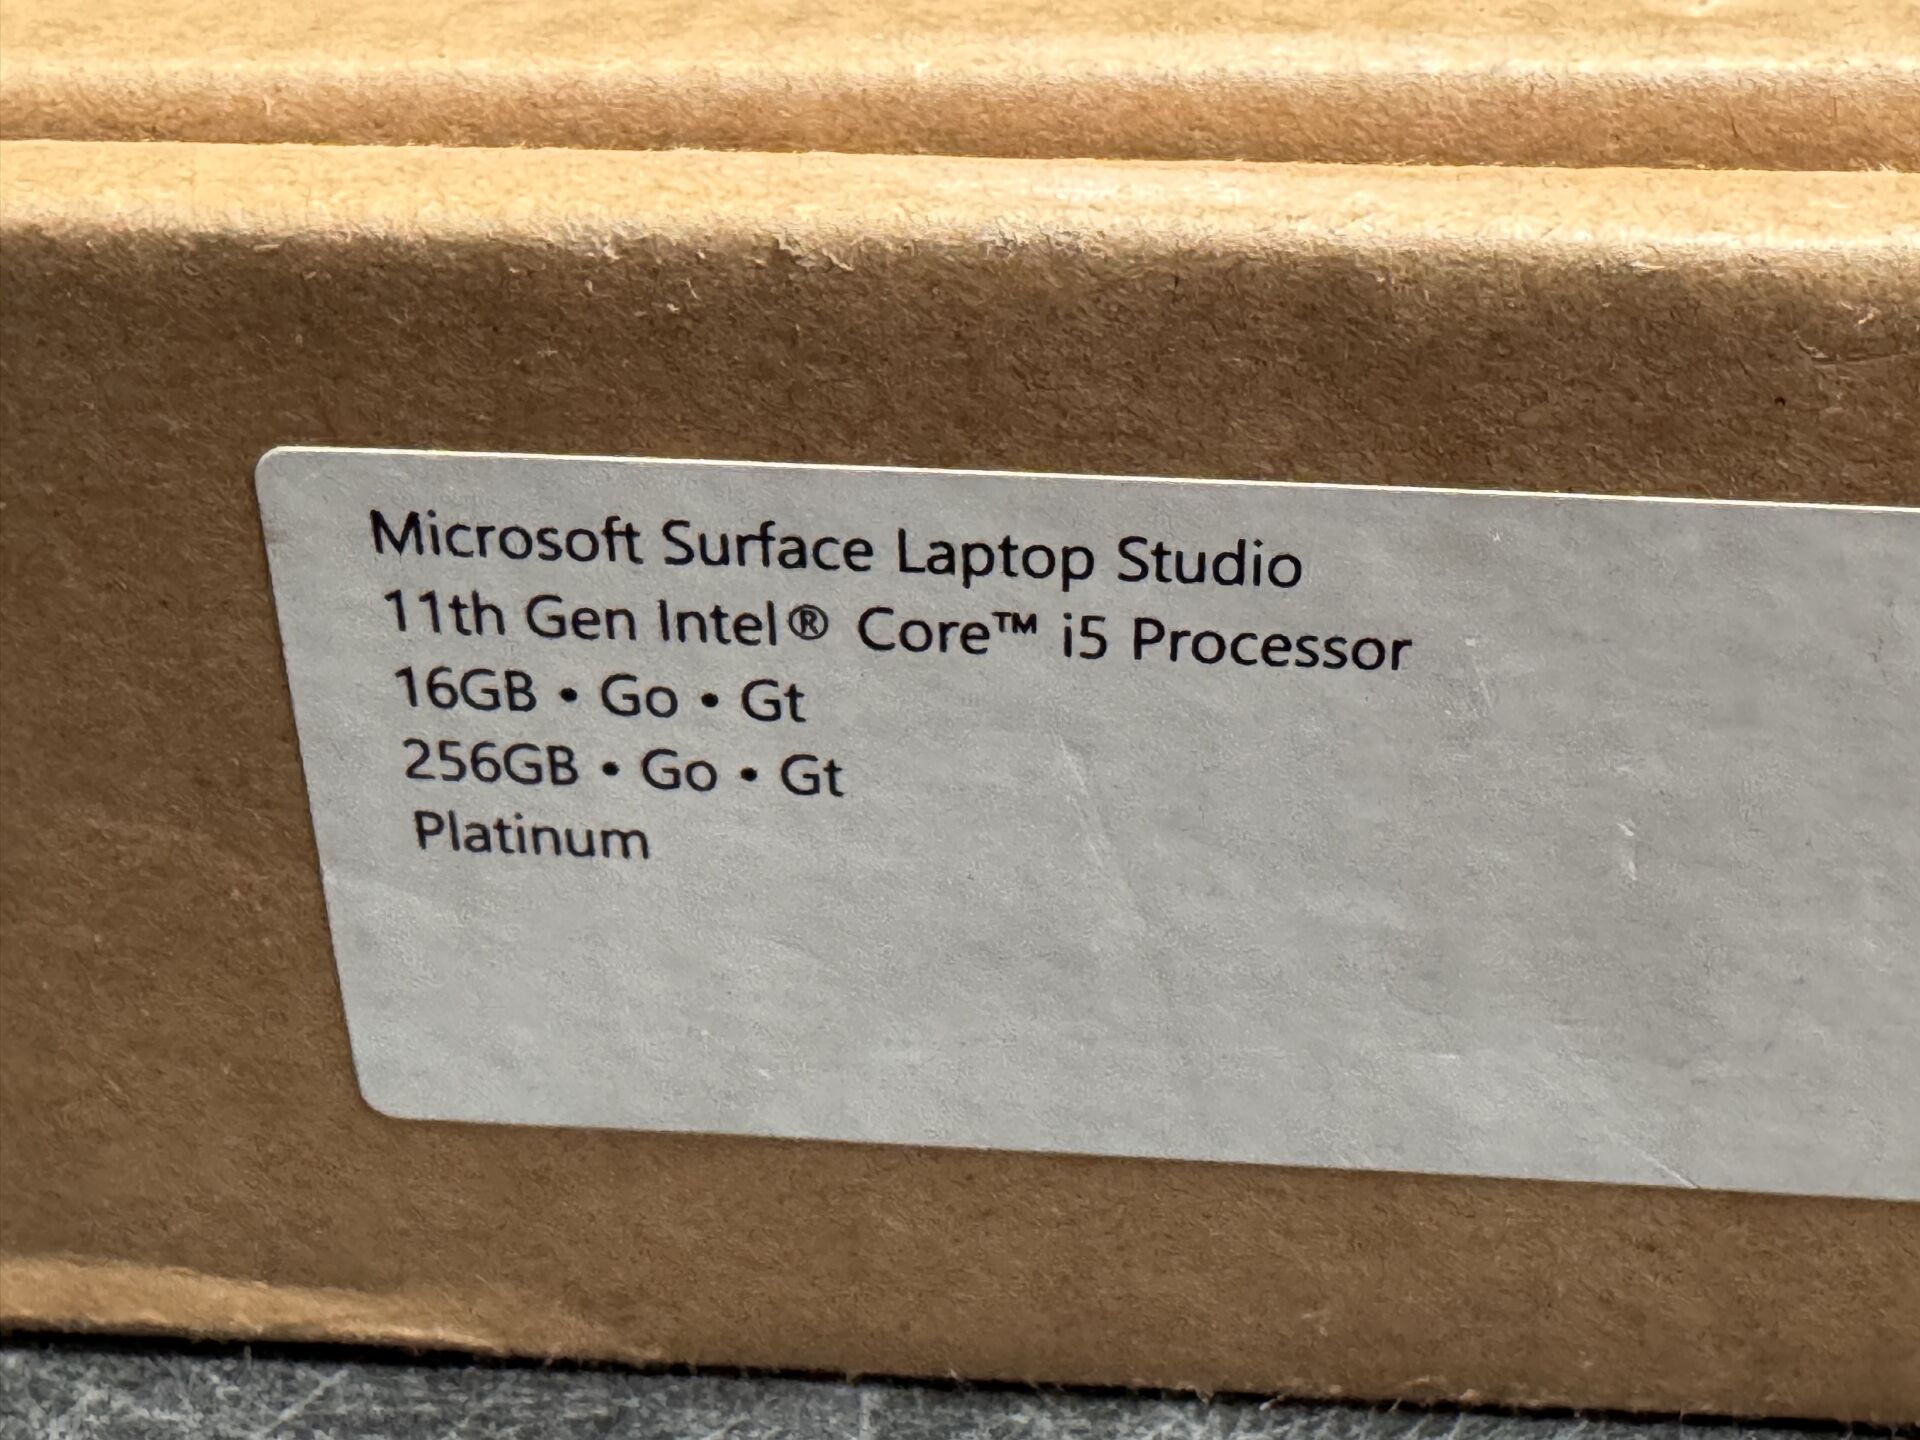 Microsoft Surface Laptop Studio
11th Gen Intel® Core™ i5 Processor
16GB • Go • Gt
256GB • Go • Gt
Platinum